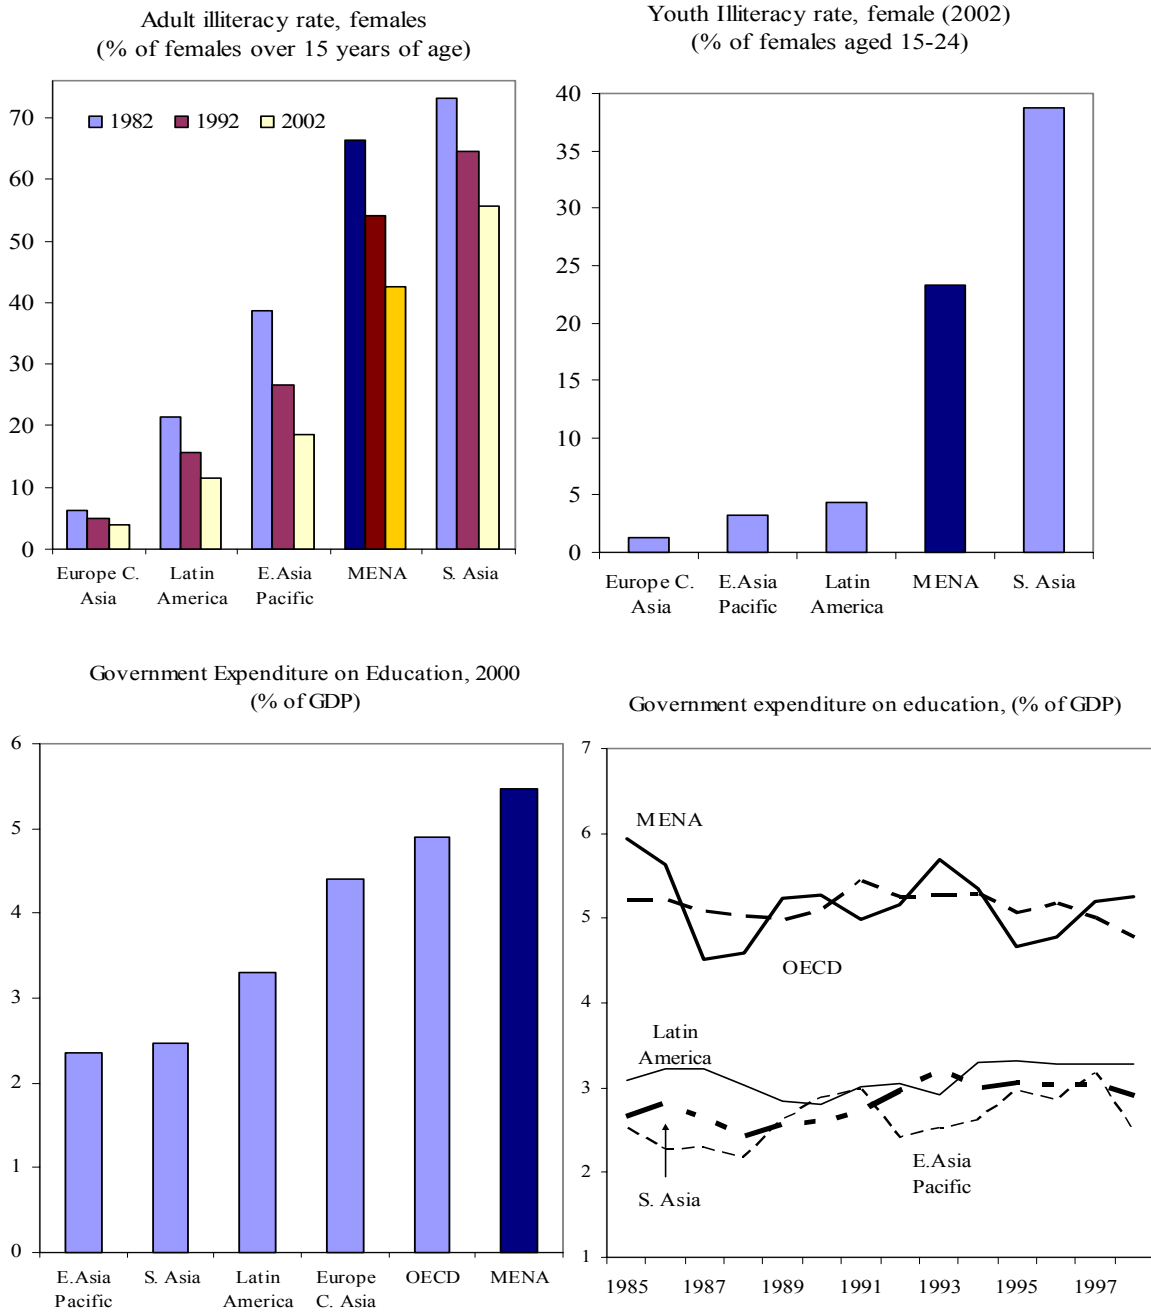 Adult illiteracy rate, females
(% of females over 15 years of age)
70
60
50
40
30
20
10
0
1982 1992 2002
Europe C. Asia
Latin America
E.Asia Pacific
MENA
S. Asia
Youth Illiteracy rate, female (2002)
(% of females aged 15-24)
40
35
30
25
20
15
10
5
0
Europe C. Asia
E.Asia Pacific
Latin America
MENA
S. Asia
Government Expenditure on Education, 2000
(% of GDP)
6
5
4
3
2
1
0
E.Asia Pacific
S. Asia
Latin America
Europe C. Asia
OECD
MENA
Government expenditure on education, (% of GDP)
7
6
5
4
3
2
1
MENA
OECD
Latin
America
E.Asia
Pacific
S. Asia
1985 1987 1989 1991 1993 1995 1997